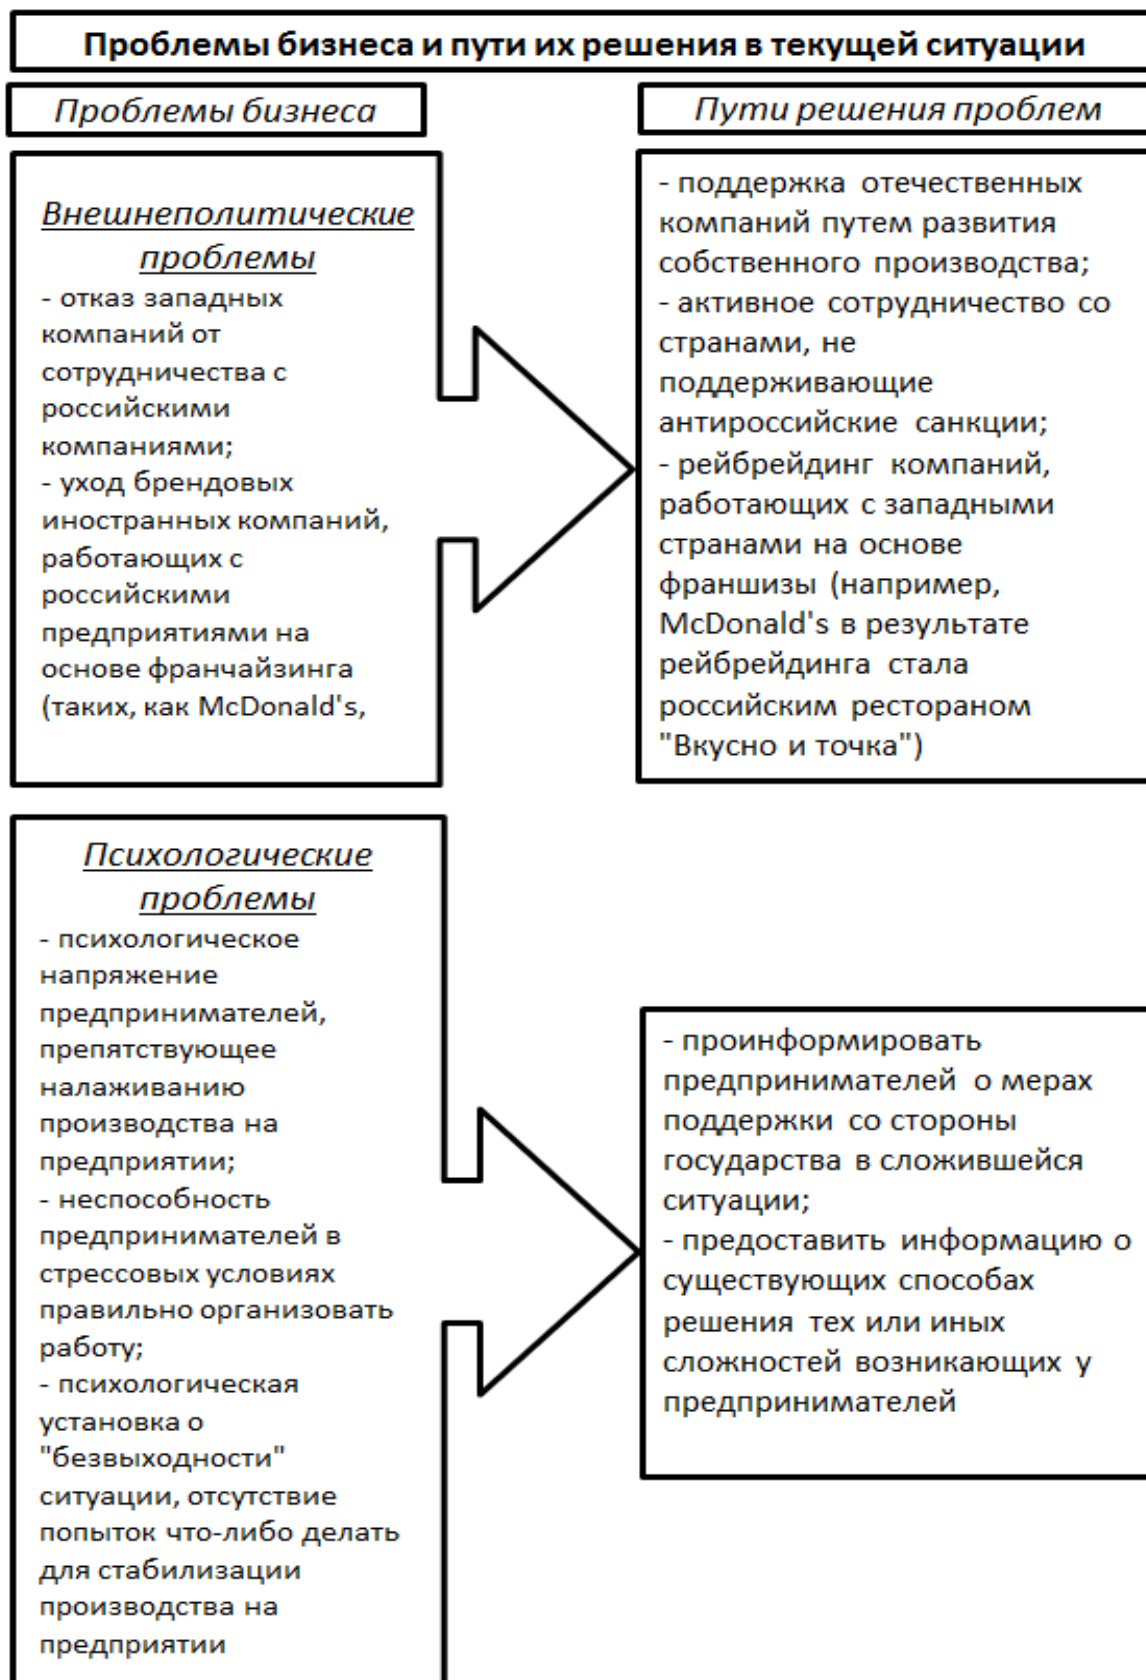 Проблемы бизнеса и пути их решения в текущей ситуации
Проблемы бизнеса
Пути решения проблем
Внешнеполитические
проблемы
- отказ западных
компаний от
сотрудничества с
российскими
компаниями;
- уход брендовых
иностранных компаний,
работающих с
российскими
предприятиями на
основе франчайзинга
(таких, как McDonald's,
- поддержка отечественных
компаний путем развития
собственного производства;
- активное сотрудничество со
странами, не
поддерживающие
антироссийские санкции;
- рейбрейдинг компаний,
работающих с западными
странами на основе
франшизы (например,
McDonald's в результате
рейбрейдинга стала
российским рестораном
"Вкусно и точка")
Психологические
проблемы
- психологическое
напряжение
предпринимателей,
препятствующее
налаживанию
производства на
предприятии;
- неспособность
предпринимателей в
стрессовых условиях
правильно организовать
работу;
- психологическая
установка о
"безвыходности"
ситуации, отсутствие
попыток что-либо делать
для стабилизации
производства на
предприятии
- проинформировать
предпринимателей о мерах
поддержки со стороны
государства в сложившейся
ситуации;
- предоставить информацию о
существующих способах
решения тех или иных
сложностей возникающих у
предпринимателей